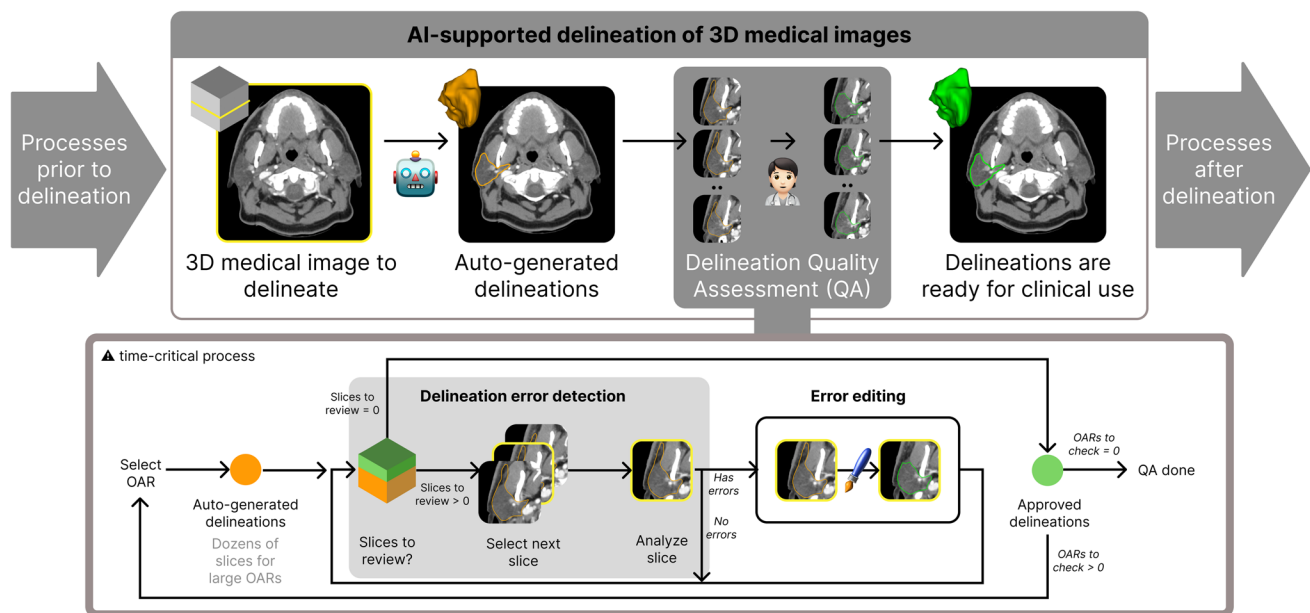 AI-supported delineation of 3D medical images
Processes
prior to
delineation
3D medical image to
delineate
Auto-generated
delineations
Delineation Quality
Assessment (QA)
Delineations are
ready for clinical use
Processes
after
delineation
⚠ time-critical process
Slices to
review = 0
Delineation error detection
Error editing
Select
OAR
Auto-generated
delineations
Dozens of
slices for
large OARs
Slices to
review?
Slices to
review > 0
Select next
slice
Analyze
slice
Has
errors
No
errors
Approved
delineations
OARs to
check = 0
QA done
OARs to
check > 0